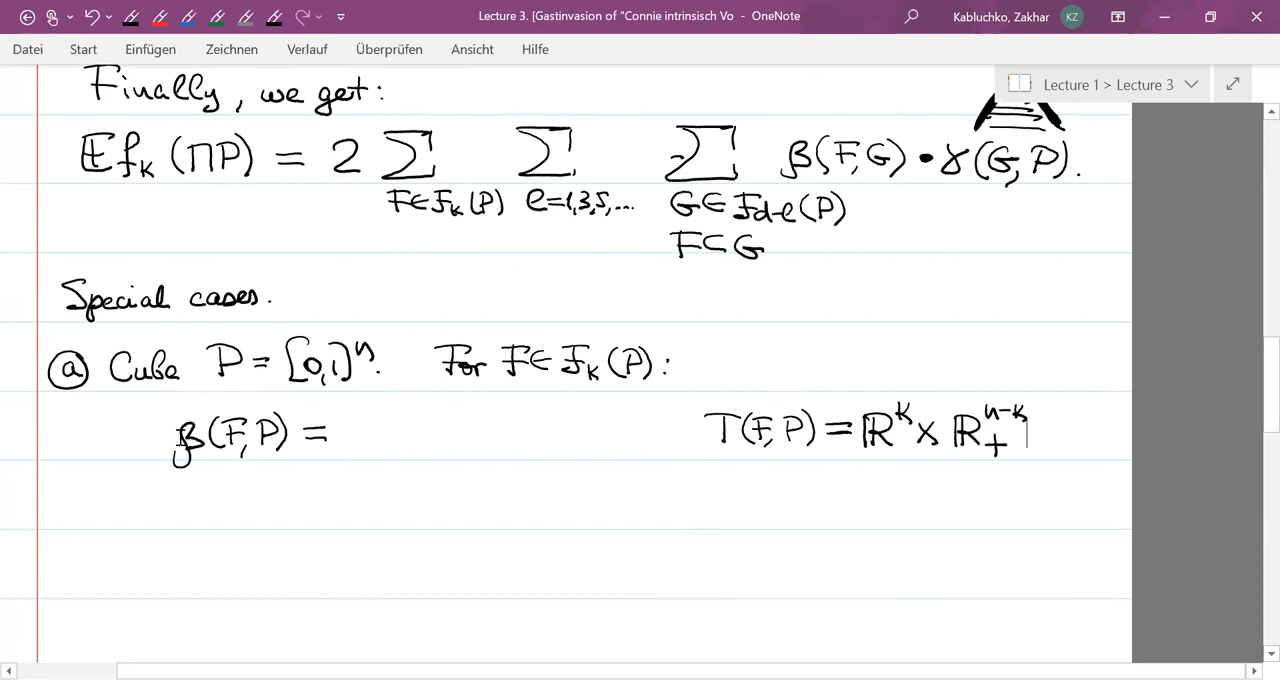 Lecture 3. [Gastinvasion of "Connie intrinsisch Vo - OneNote
Kabluchko, Zakhar KZ
Datei Start Einfügen Zeichnen Verlauf Überprüfen Ansicht Hilfe
Lecture 1 > Lecture 3
Finally, we get:
𝔼 f_k (ΠP) = 2 ∑_{F∈F_k(P)} ∑_{l=1,3,5,...} ∑_{G∈F_{d-l}(P) F⊂G} β(F,G) • γ(G,P).
Special cases.
ⓐ Cube P = [0,1]^n. For F∈F_k(P):
β(F,P) = T(F,P) = ℝ^k × ℝ_+^{n-k}